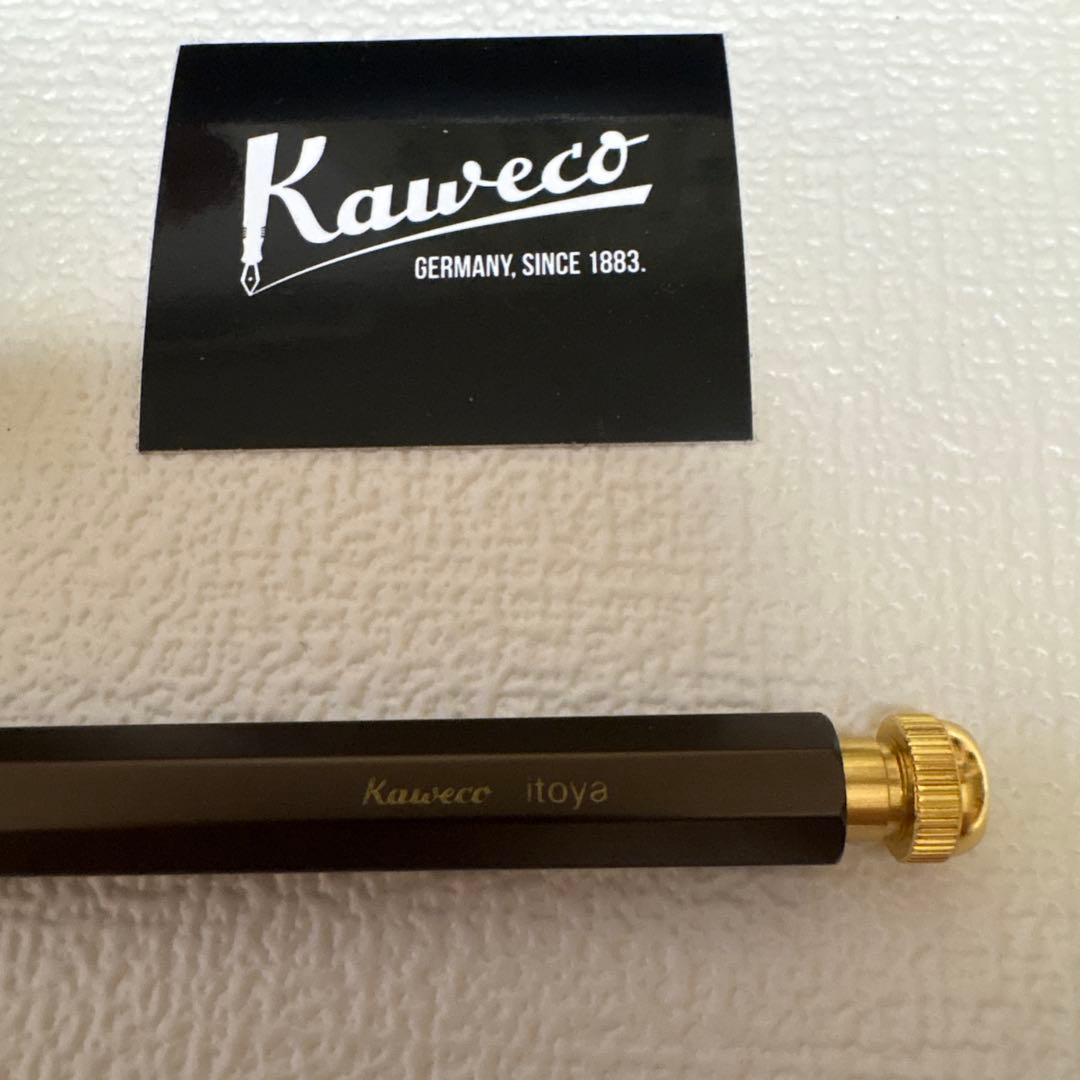 Kaweco
GERMANY, SINCE 1883.
Kaweco itoya